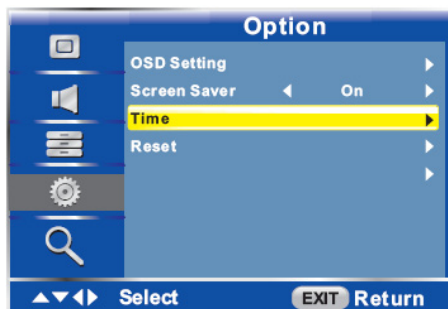 Option
OSD Setting
Screen Saver On
Time
Reset
Select EXIT Return